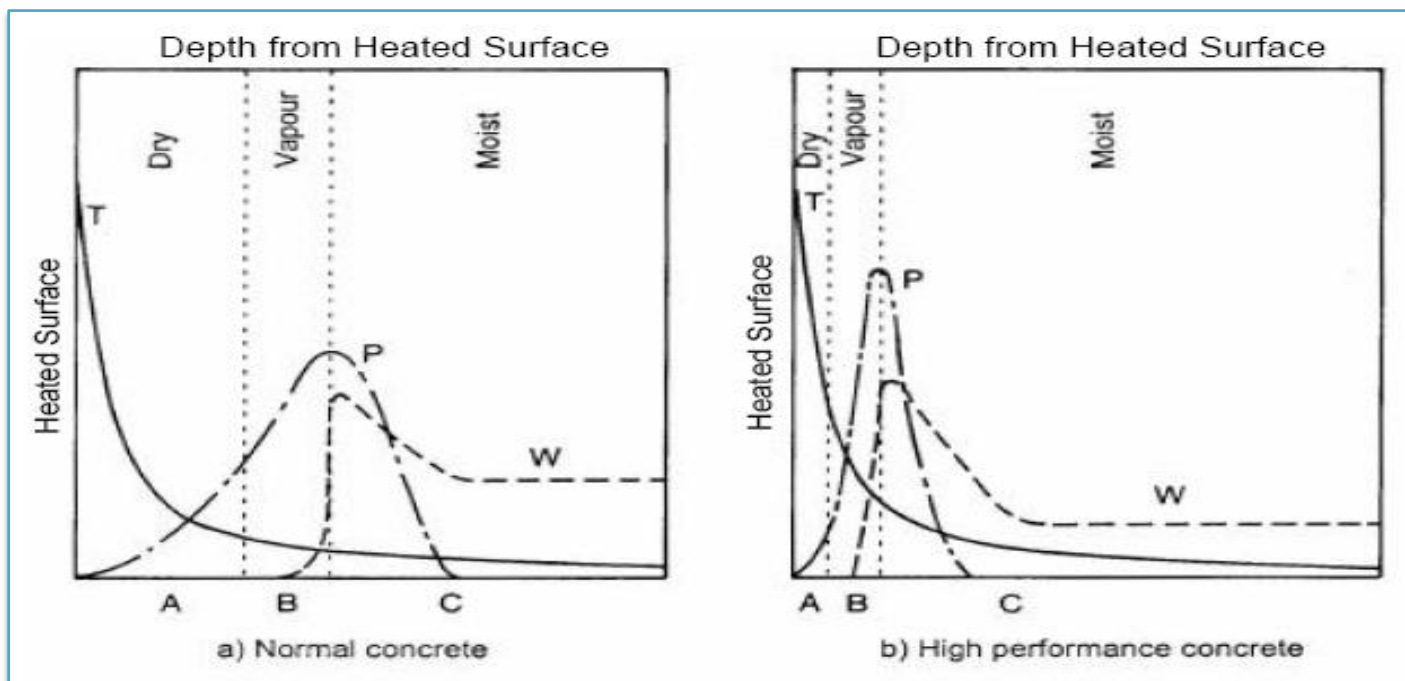 Depth from Heated Surface
Dry
Vapour
Moist
T
P
W
Heated Surface
A
B
C
a) Normal concrete
Depth from Heated Surface
Dry
Vapour
Moist
T
P
W
Heated Surface
A
B
C
b) High performance concrete